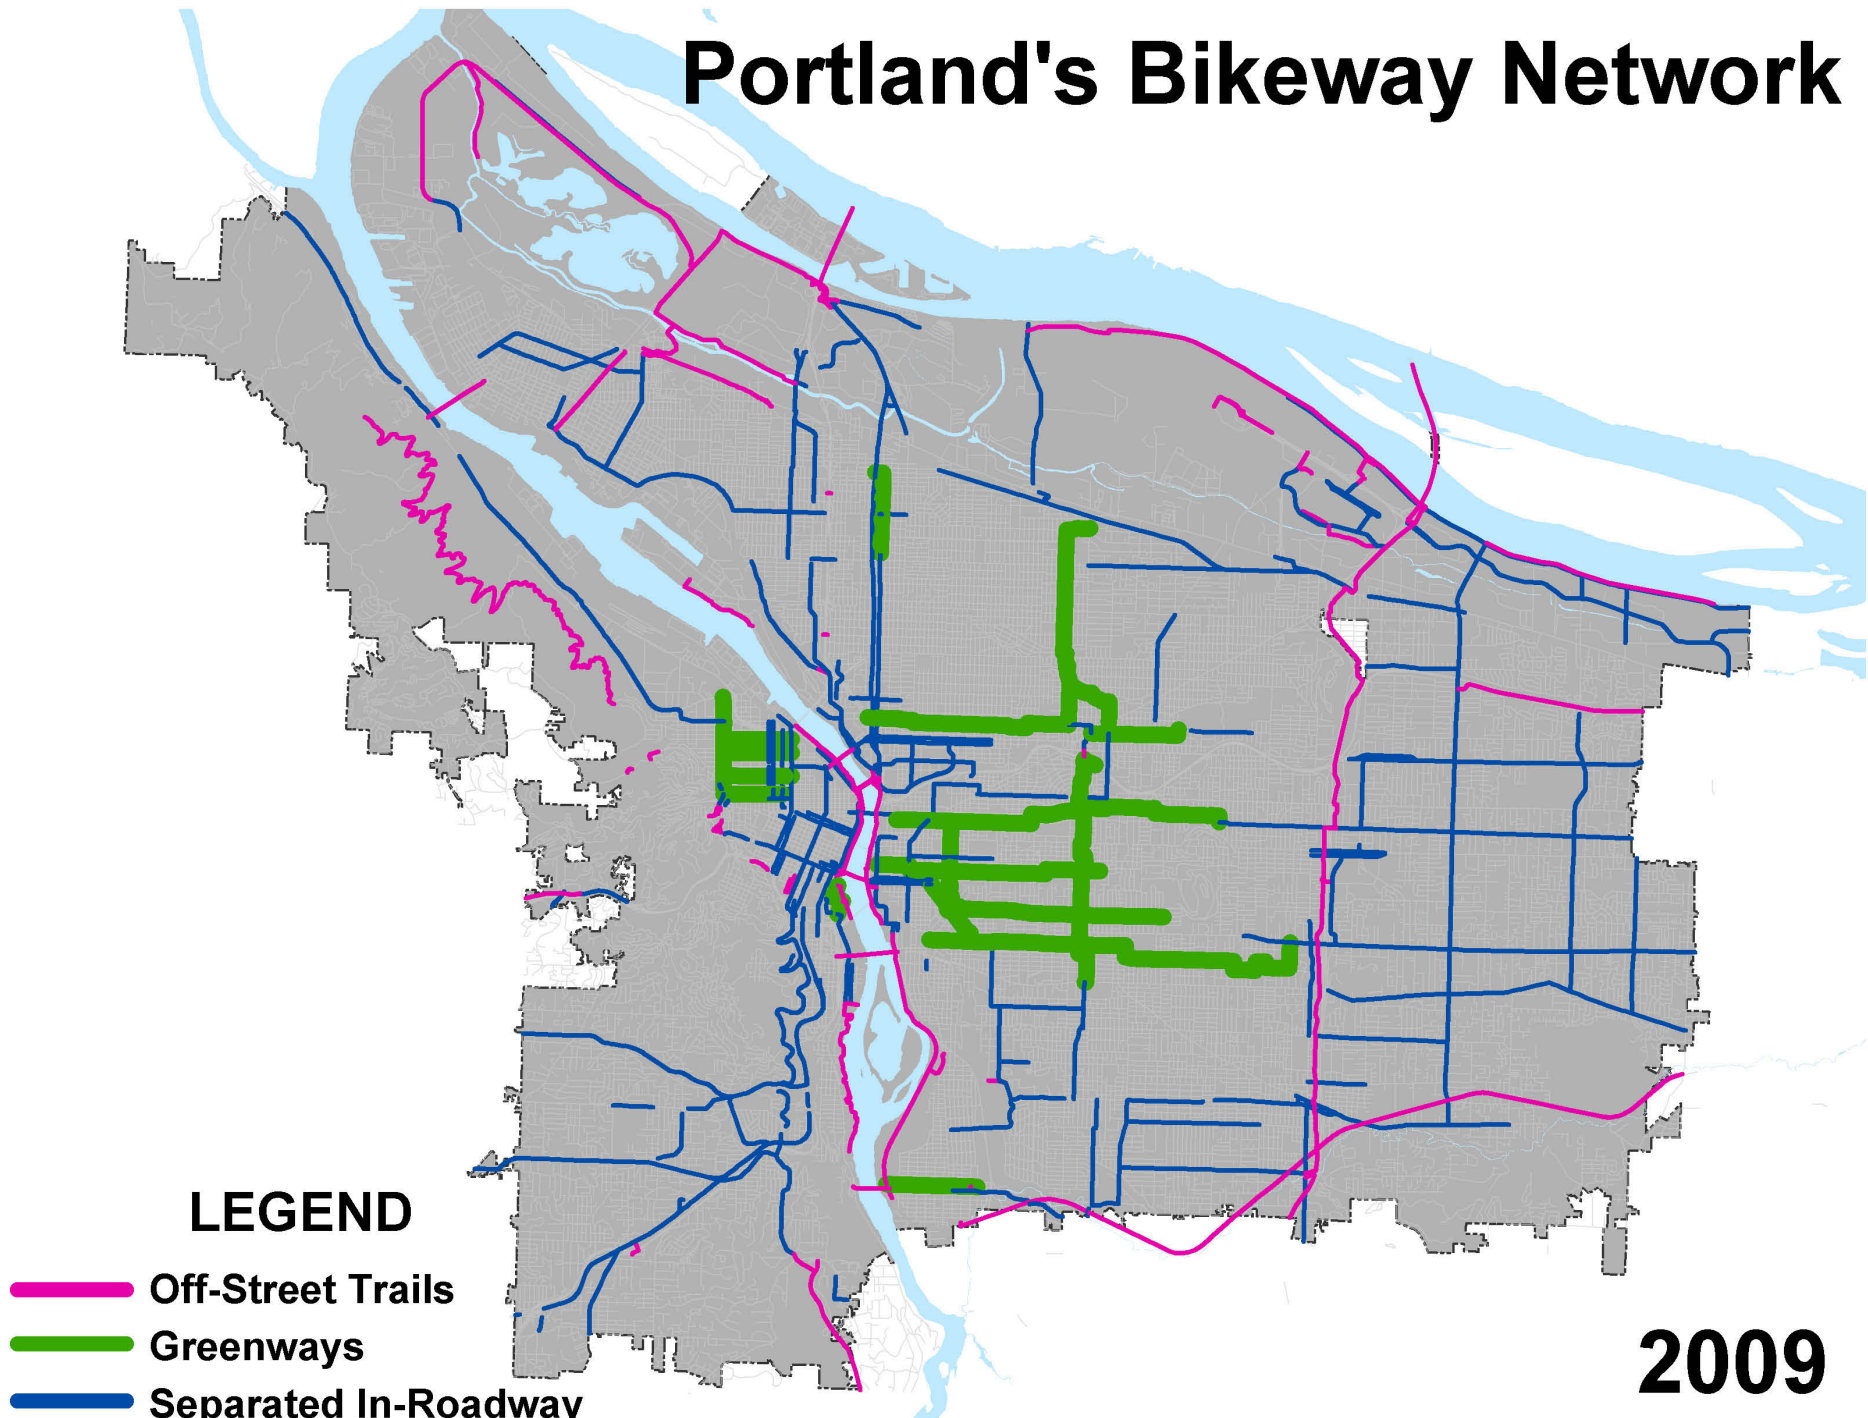 Portland's Bikeway Network
LEGEND
Off-Street Trails
Greenways
Separated In-Roadway
2009